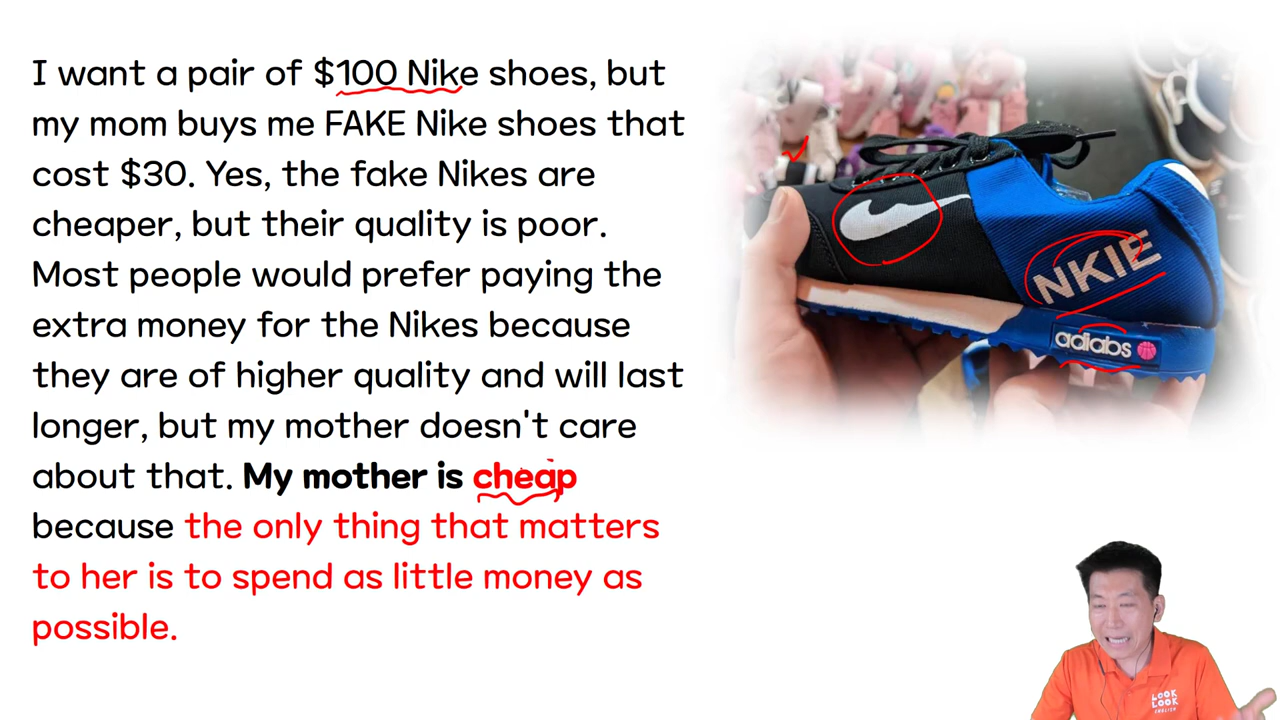 I want a pair of $100 Nike shoes, but
my mom buys me FAKE Nike shoes that
cost $30. Yes, the fake Nikes are
cheaper, but their quality is poor.
Most people would prefer paying the
extra money for the Nikes because
they are of higher quality and will last
longer, but my mother doesn't care
about that. My mother is cheap
because the only thing that matters
to her is to spend as little money as
possible.
NKIE
adiabs
LOOK
LOOK
ENGLISH